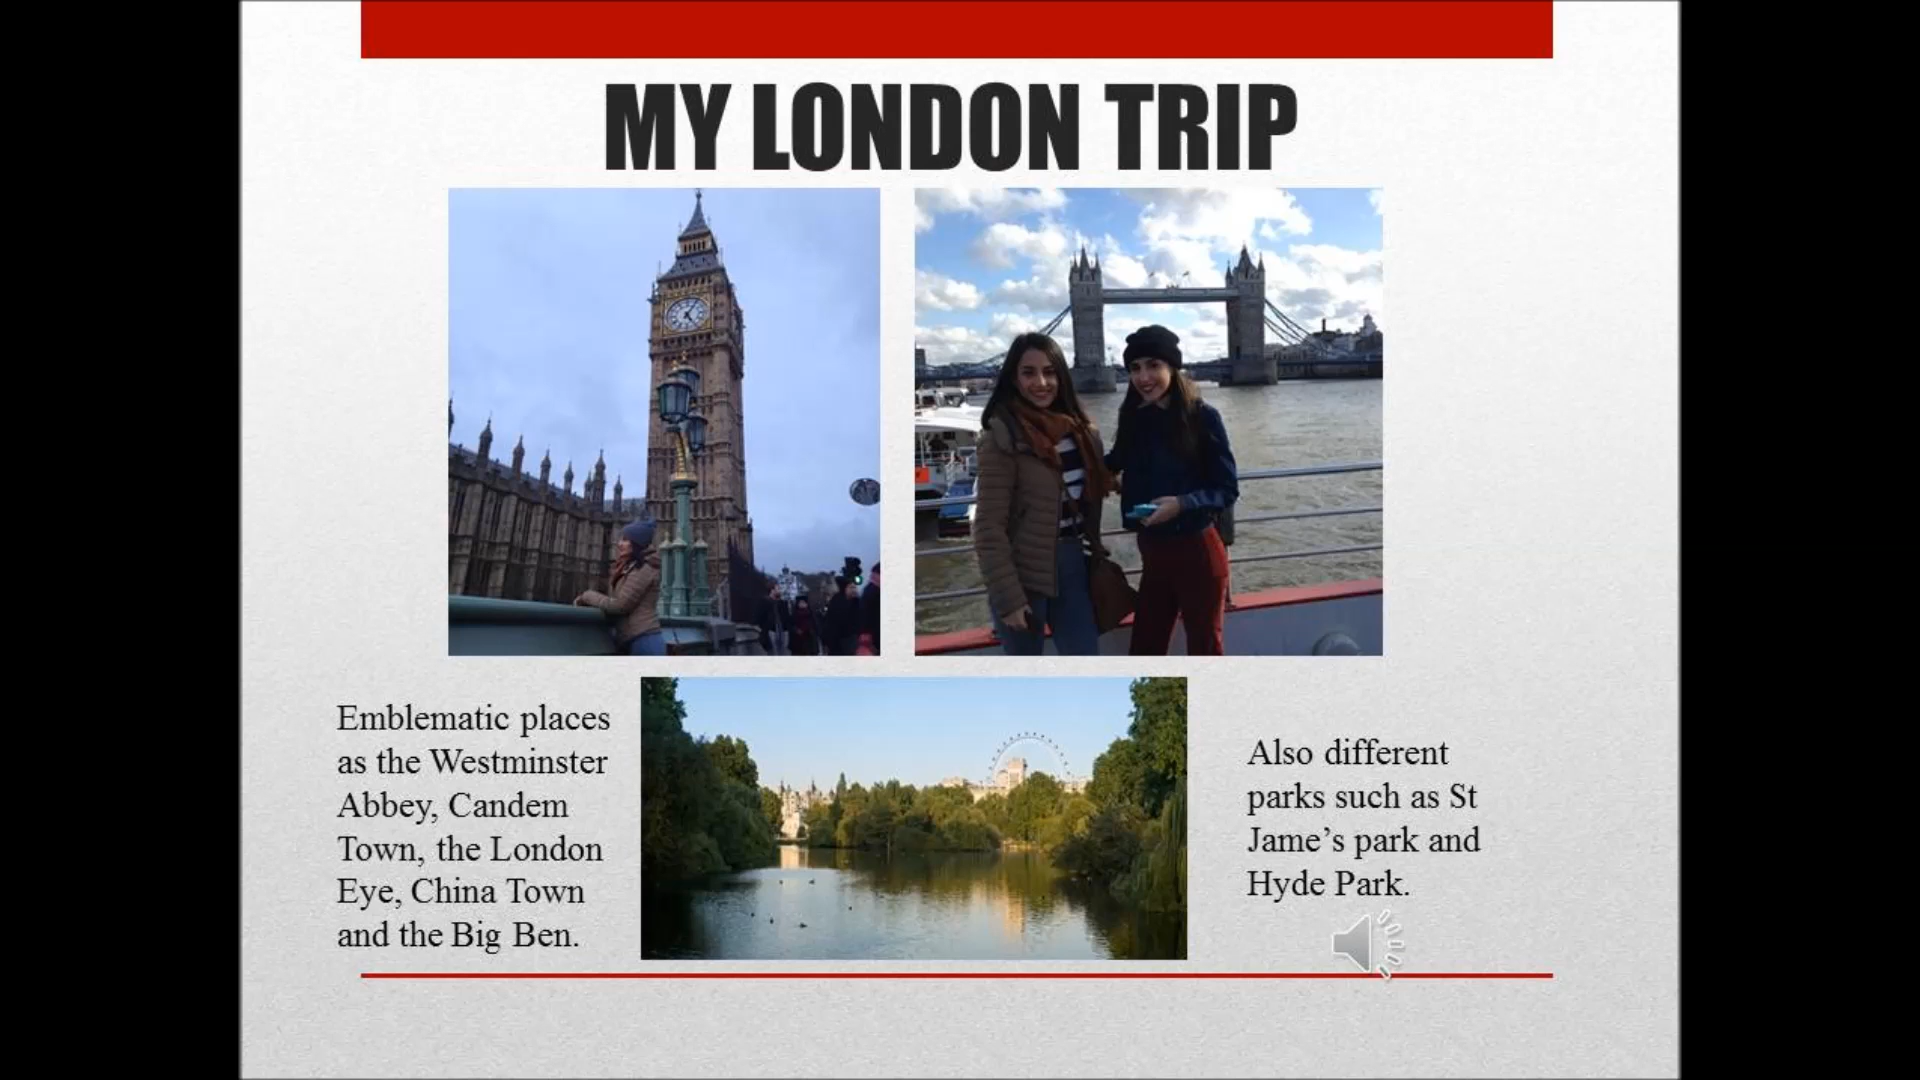 MY LONDON TRIP
Emblematic places
as the Westminster
Abbey, Candem
Town, the London
Eye, China Town
and the Big Ben.
Also different
parks such as St
Jame’s park and
Hyde Park.